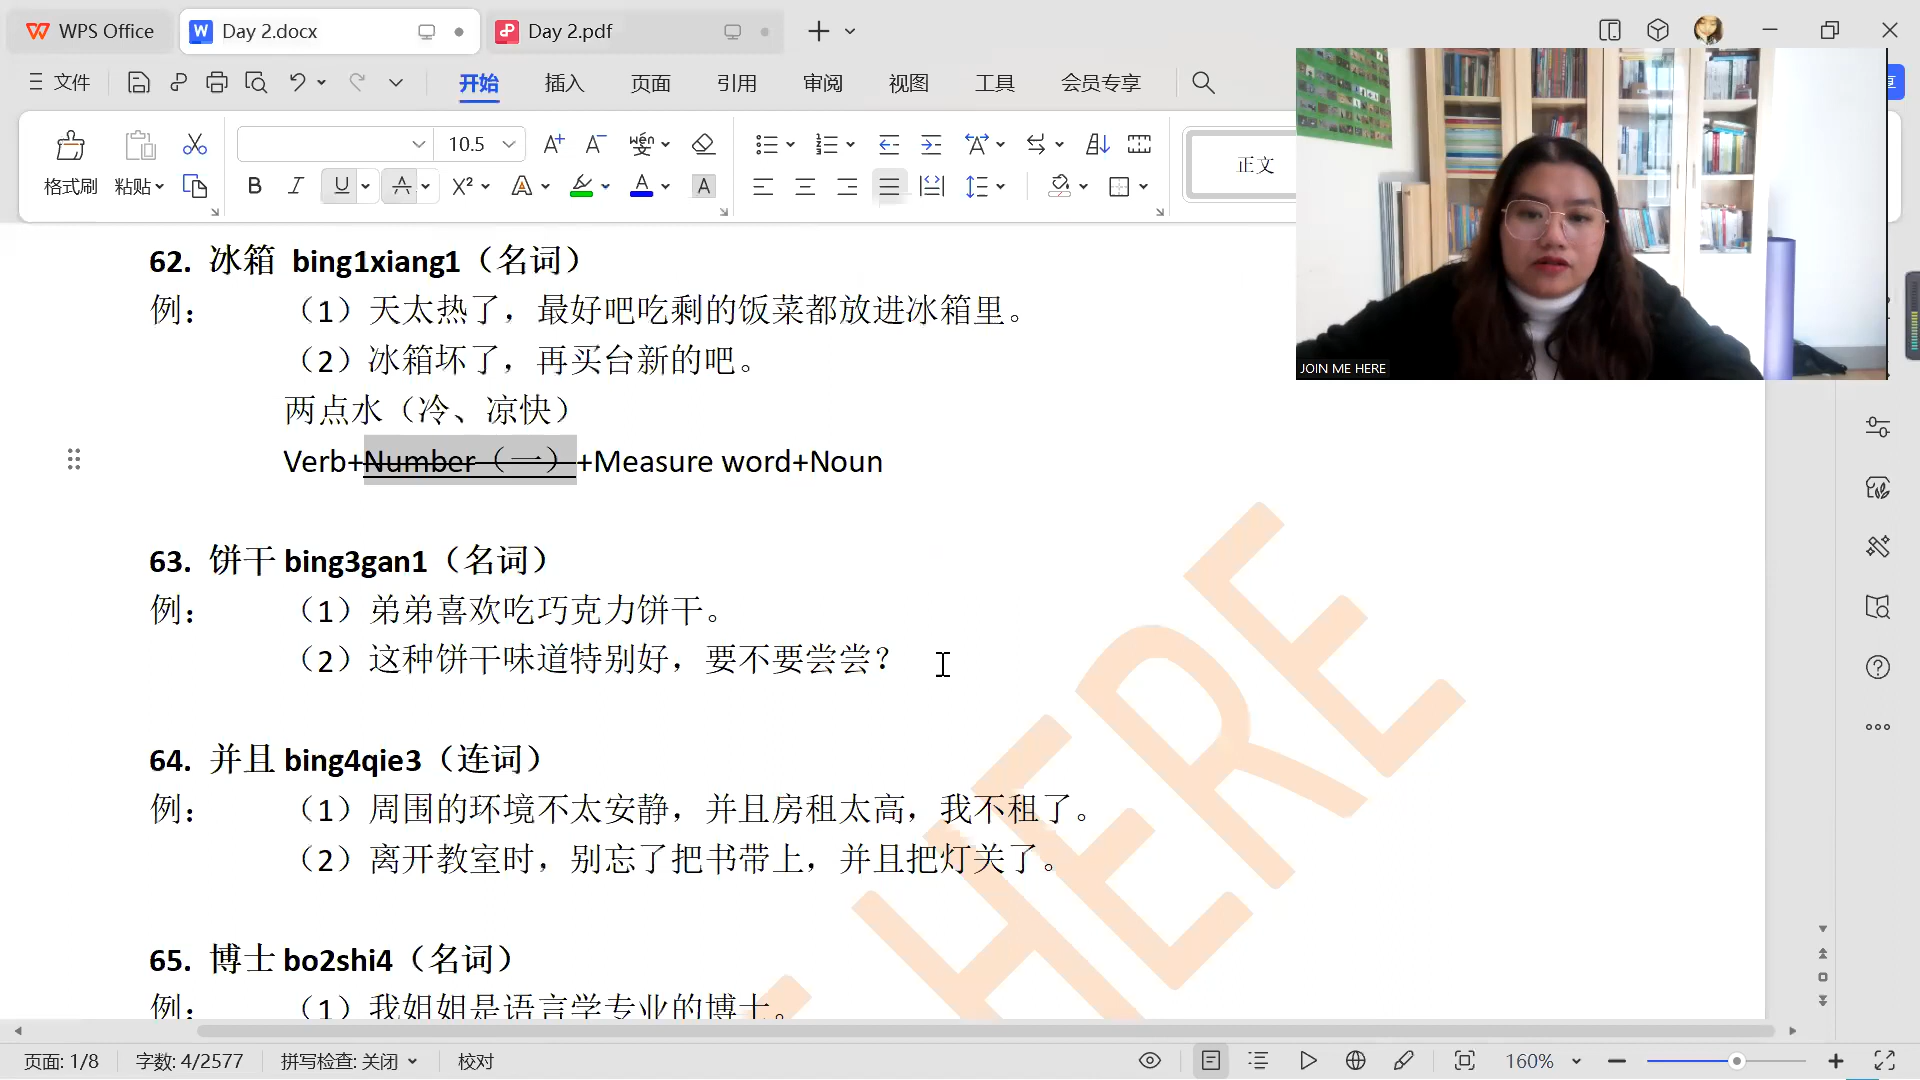 WPS Office
Day 2.docx
Day 2.pdf
文件
开始
插入
页面
引用
审阅
视图
工具
会员专享
享
格式刷
粘贴
10.5
正文
62. 冰箱 bing1xiang1（名词）
例： （1）天太热了，最好吧吃剩的饭菜都放进冰箱里。
（2）冰箱坏了，再买台新的吧。
两点水（冷、凉快）
Verb+Number（一）+Measure word+Noun
63. 饼干 bing3gan1（名词）
例： （1）弟弟喜欢吃巧克力饼干。
（2）这种饼干味道特别好，要不要尝尝？
64. 并且 bing4qie3（连词）
例： （1）周围的环境不太安静，并且房租太高，我不租了。
（2）离开教室时，别忘了把书带上，并且把灯关了。
65. 博士 bo2shi4（名词）
例： （1）我姐姐是语言学专业的博士。
HERE
JOIN ME HERE
页面: 1/8
字数: 4/2577
拼写检查: 关闭
校对
160%